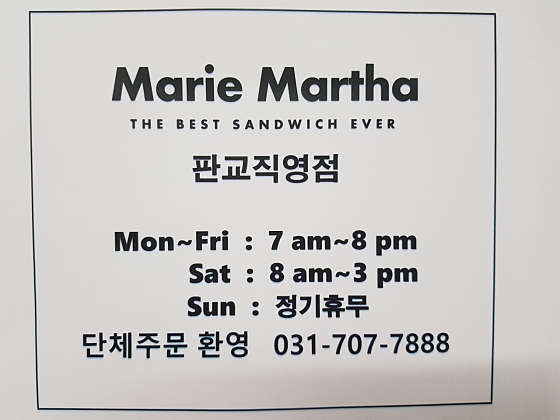 Marie Martha
THE BEST SANDWICH EVER
판교직영점
Mon~Fri : 7 am~8 pm
Sat : 8 am~3 pm
Sun : 정기휴무
단체주문 환영 031-707-7888